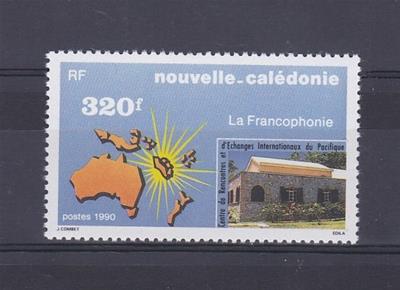 RF
nouvelle-calédonie
320f
La Francophonie
Centre de Rencontres et d'Echanges Internationaux du Pacifique
postes 1990
J. COMBET
EDILA